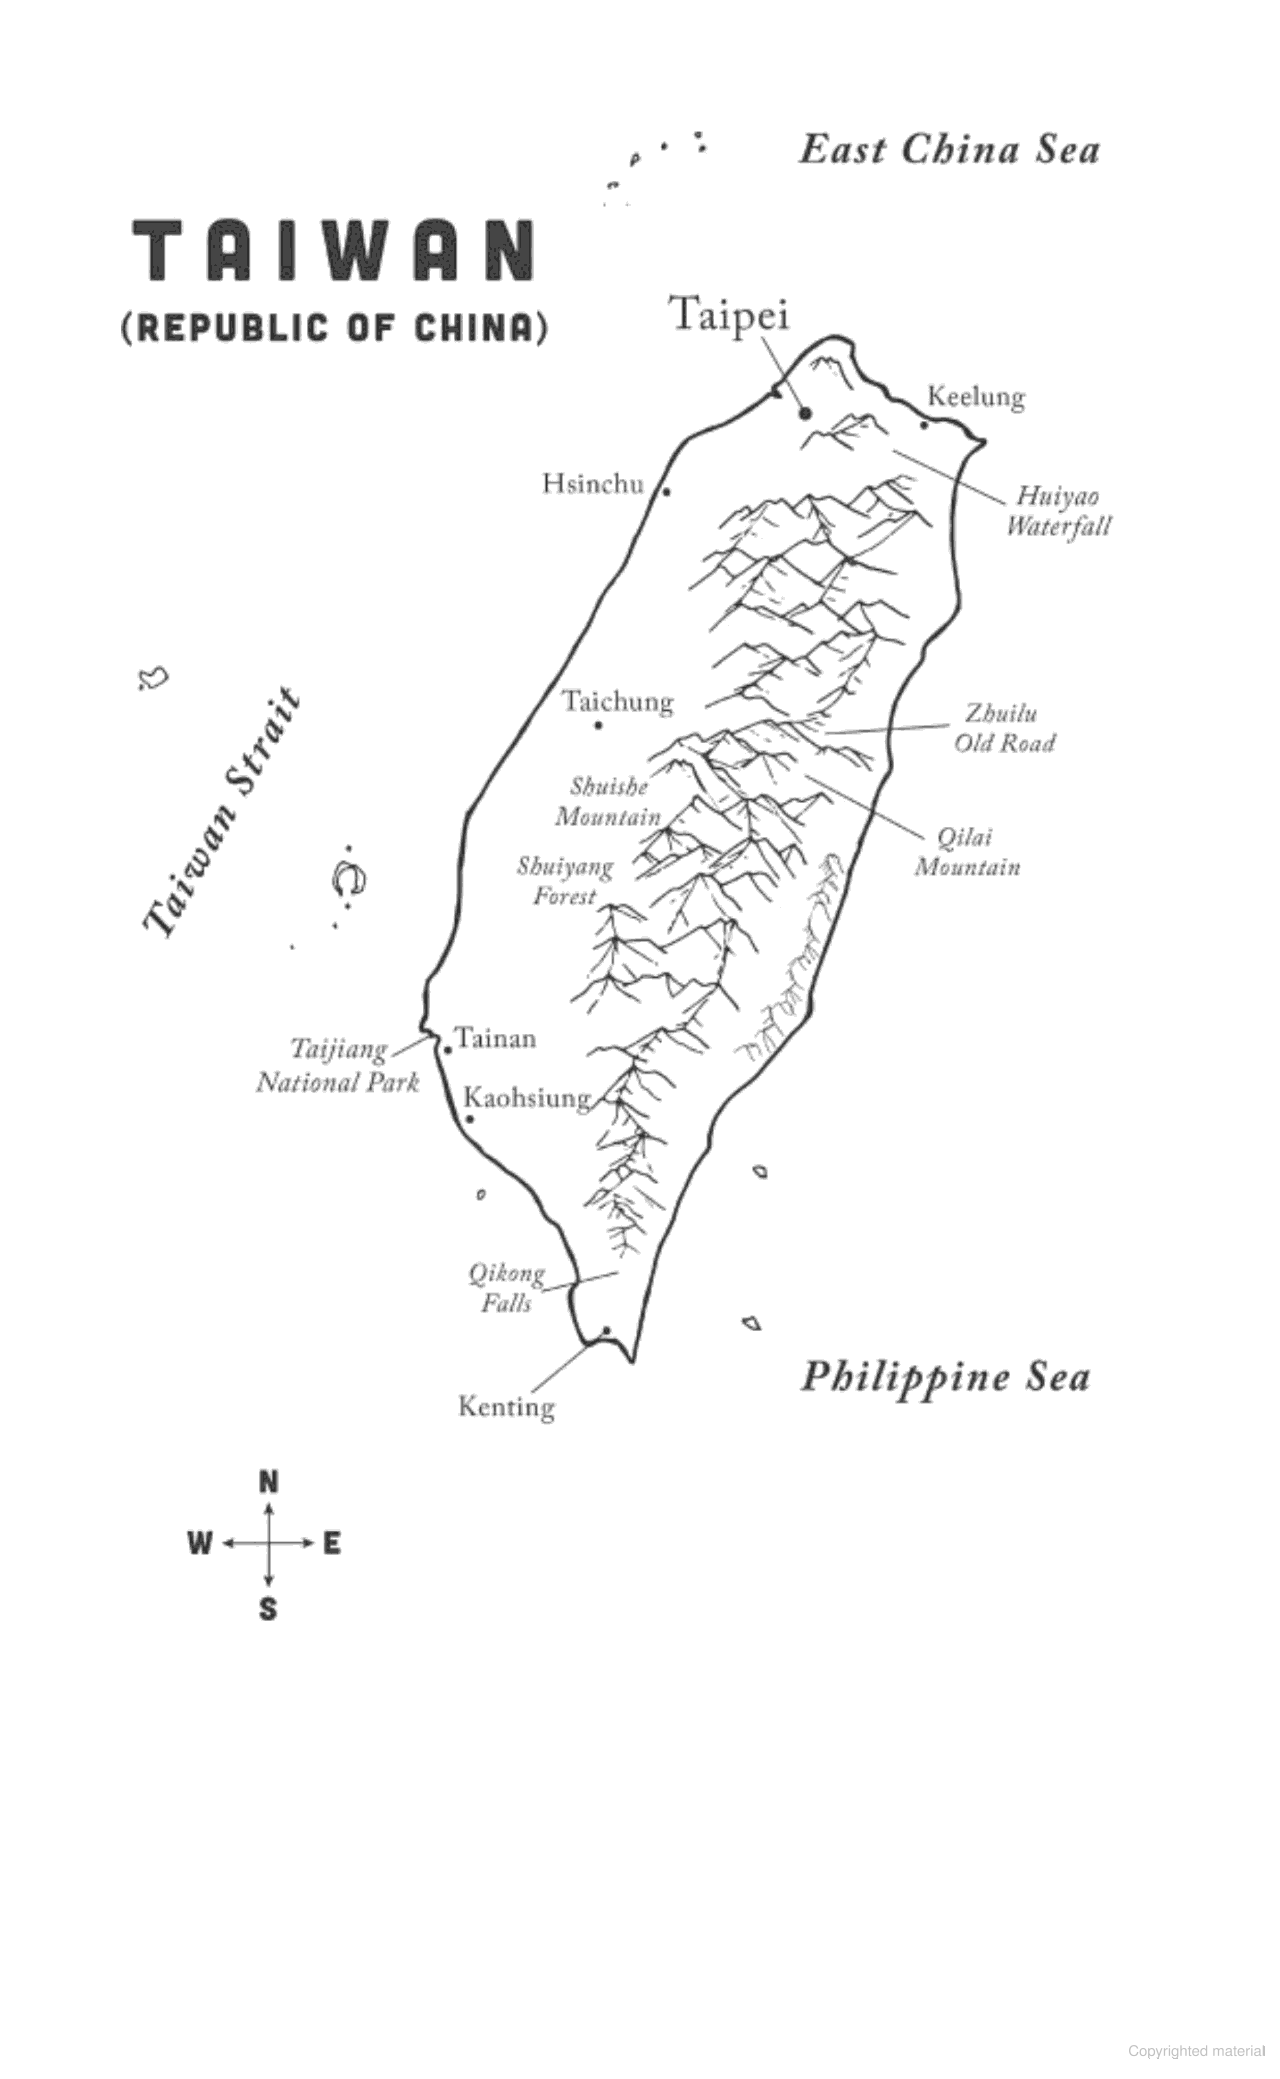 East China Sea
TAIWAN
(REPUBLIC OF CHINA)
Taipei
Keelung
Hsinchu
Huiyao
Waterfall
Taichung
Zhuilu
Old Road
Taiwan Strait
Shuishe
Mountain
Qilai
Mountain
Shuiyang
Forest
Tainan
Taijiang
National Park
Kaohsiung
Qikong
Falls
Philippine Sea
Kenting
N
W E
S
Copyrighted material